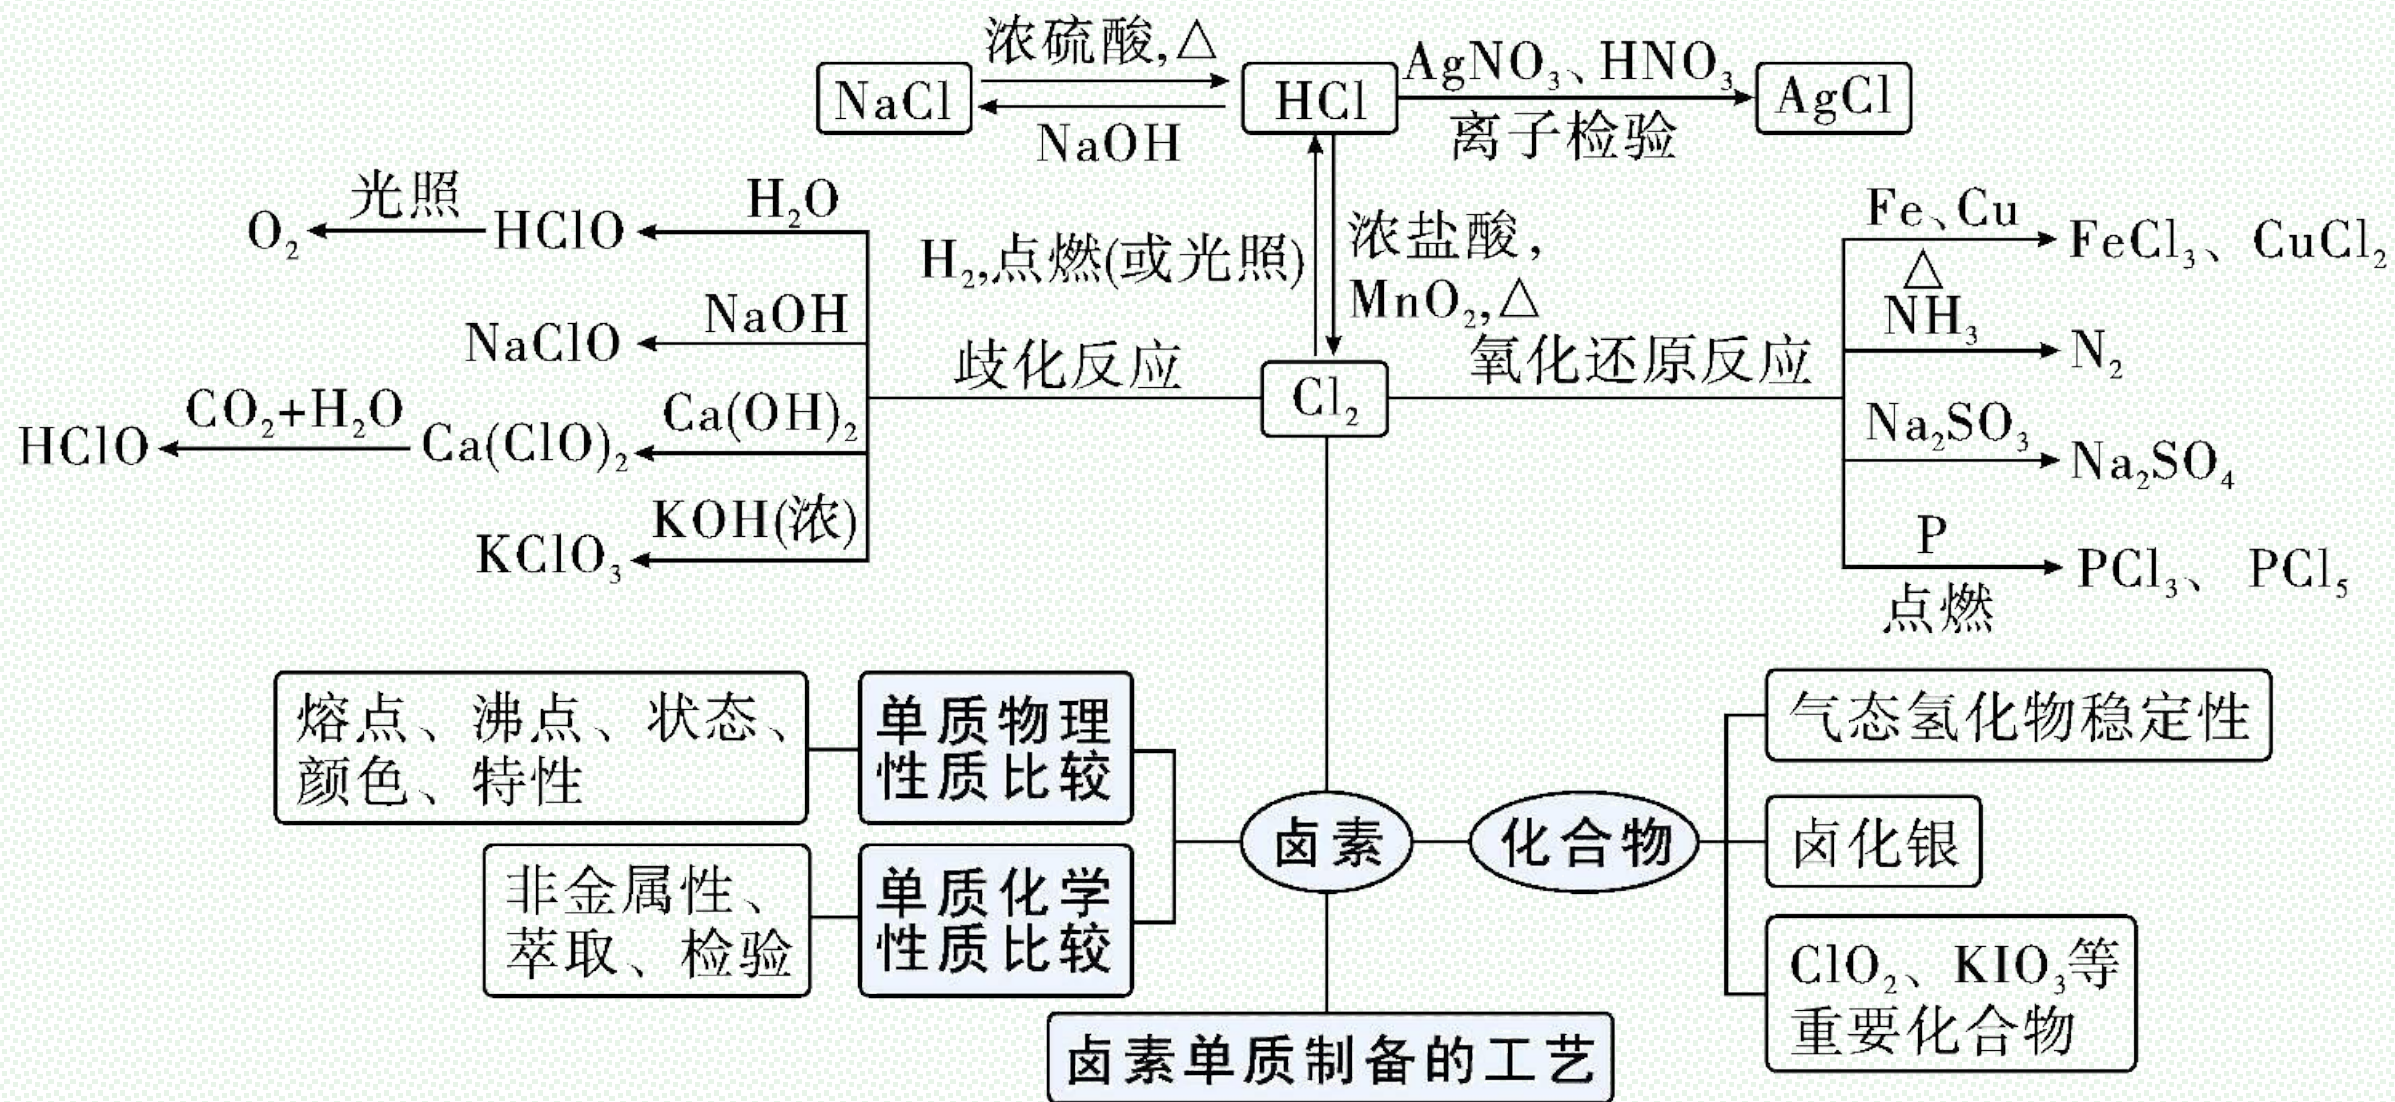 浓硫酸,△
NaCl
NaOH
HCl
AgNO₃、HNO₃
离子检验
AgCl
O₂
光照
HClO
H₂O
NaClO
NaOH
HClO
CO₂+H₂O
Ca(ClO)₂
Ca(OH)₂
KClO₃
KOH(浓)
歧化反应
H₂,点燃(或光照)
浓盐酸,
MnO₂,△
Cl₂
氧化还原反应
Fe、Cu
△
FeCl₃、CuCl₂
NH₃
N₂
Na₂SO₃
Na₂SO₄
P
点燃
PCl₃、PCl₅
熔点、沸点、状态、
颜色、特性
单质物理
性质比较
非金属性、
萃取、检验
单质化学
性质比较
卤素
化合物
气态氢化物稳定性
卤化银
ClO₂、KIO₃等
重要化合物
卤素单质制备的工艺